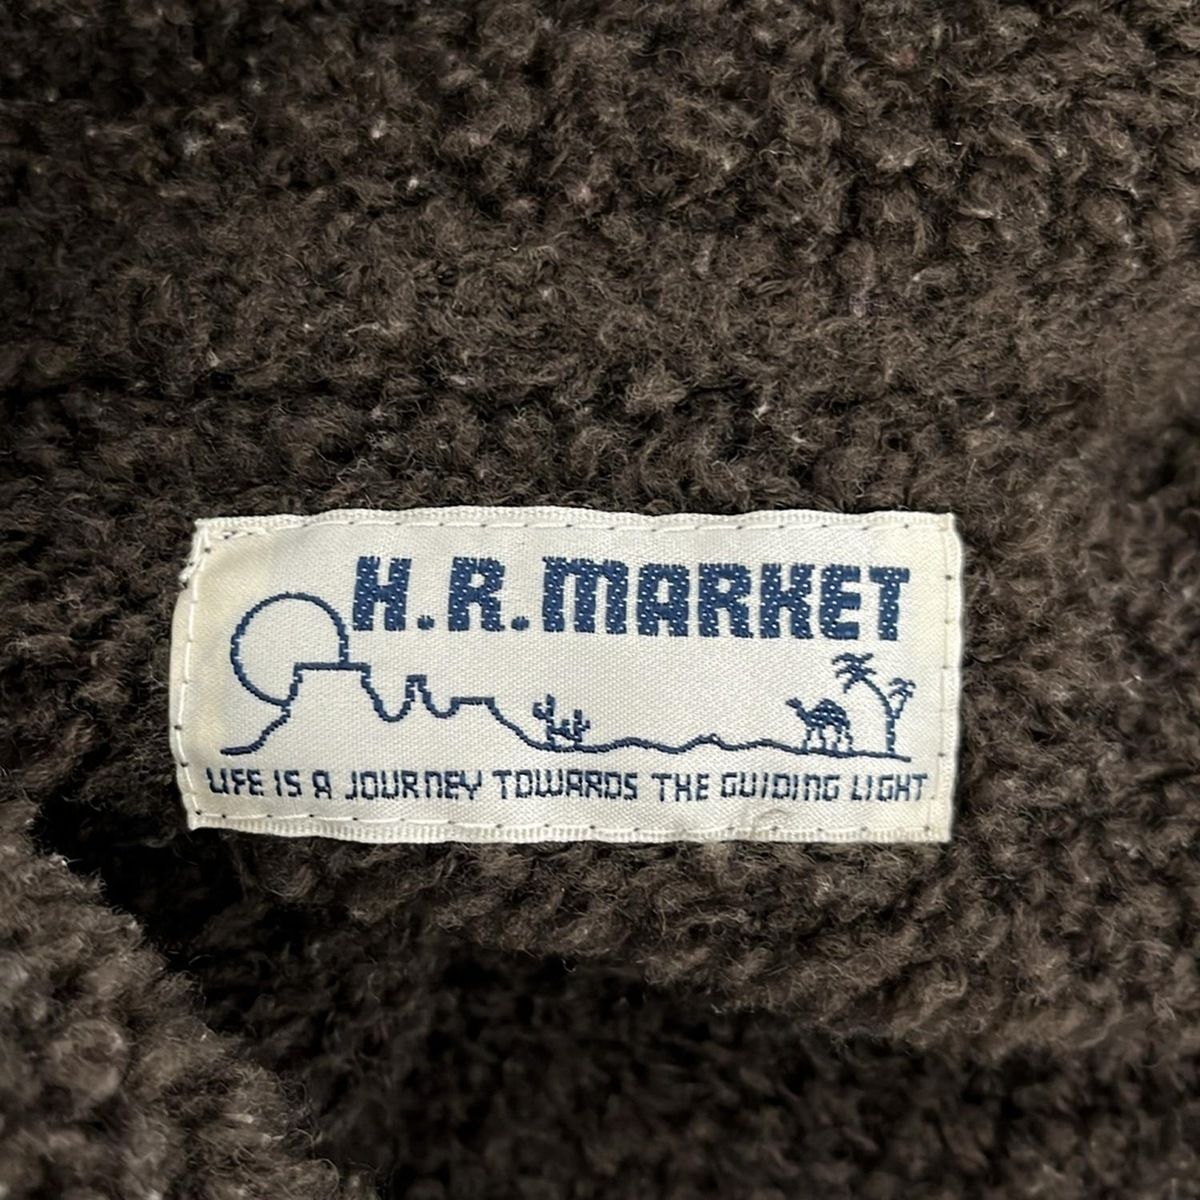 H.R.MARKET
LIFE IS A JOURNEY TOWARDS THE GUIDING LIGHT